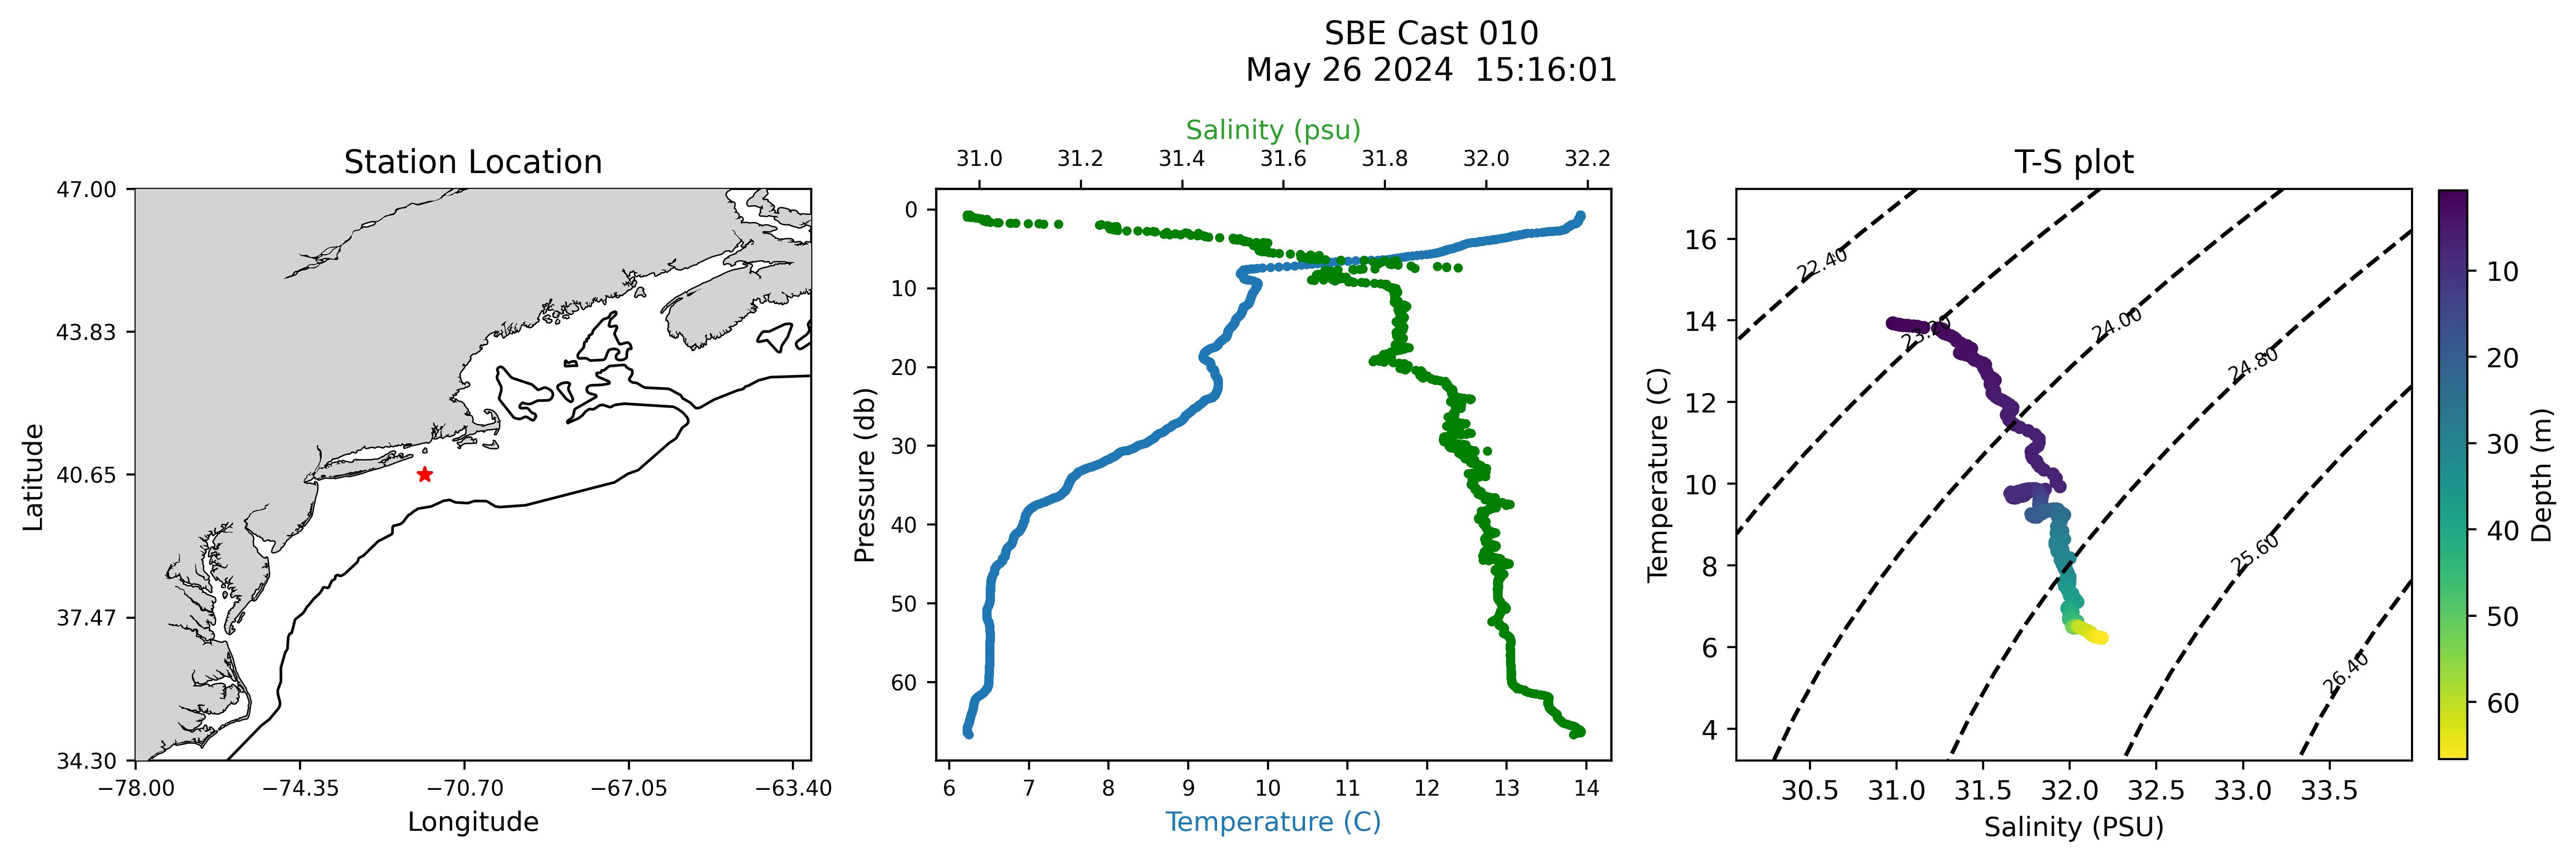 SBE Cast 010
May 26 2024  15:16:01
Station Location
47.00
43.83
40.65
37.47
34.30
Latitude
−78.00 −74.35 −70.70 −67.05 −63.40
Longitude
Salinity (psu)
31.0 31.2 31.4 31.6 31.8 32.0 32.2
0
10
20
30
40
50
60
Pressure (db)
6 7 8 9 10 11 12 13 14
Temperature (C)
T-S plot
16
14
12
10
8
6
4
Temperature (C)
22.40
23.20
24.00
24.80
25.60
26.40
30.5 31.0 31.5 32.0 32.5 33.0 33.5
Salinity (PSU)
10
20
30
40
50
60
Depth (m)